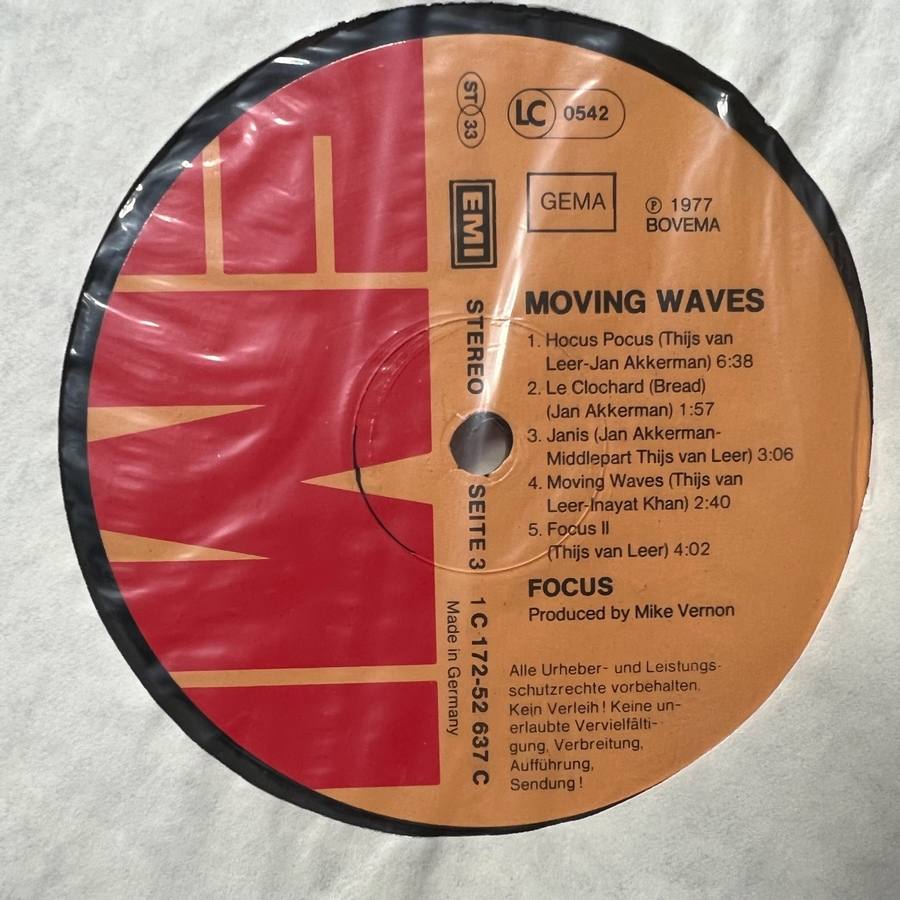 ST 33
LC 0542
EMI
GEMA
℗ 1977
BOVEMA
STEREO
SEITE 3
1 C 172-52 637 C
Made in Germany
MOVING WAVES
1. Hocus Pocus (Thijs van
Leer-Jan Akkerman) 6:38
2. Le Clochard (Bread)
(Jan Akkerman) 1:57
3. Janis (Jan Akkerman-
Middlepart Thijs van Leer) 3:06
4. Moving Waves (Thijs van
Leer-Inayat Khan) 2:40
5. Focus II
(Thijs van Leer) 4:02
FOCUS
Produced by Mike Vernon
Alle Urheber- und Leistungs-
schutzrechte vorbehalten.
Kein Verleih! Keine un-
erlaubte Vervielfälti-
gung, Verbreitung,
Aufführung,
Sendung!
EMI